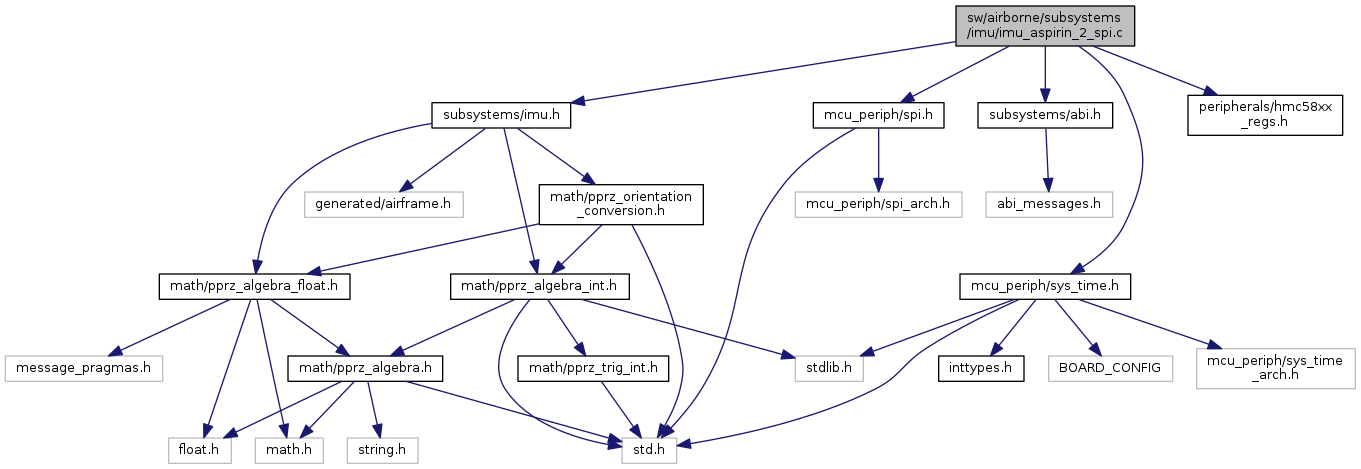 sw/airborne/subsystems
/imu/imu_aspirin_2_spi.c
subsystems/imu.h
mcu_periph/spi.h
subsystems/abi.h
peripherals/hmc58xx
_regs.h
generated/airframe.h
math/pprz_orientation
_conversion.h
mcu_periph/spi_arch.h
abi_messages.h
math/pprz_algebra_float.h
math/pprz_algebra_int.h
mcu_periph/sys_time.h
message_pragmas.h
math/pprz_algebra.h
math/pprz_trig_int.h
stdlib.h
inttypes.h
BOARD_CONFIG
mcu_periph/sys_time
_arch.h
float.h
math.h
string.h
std.h